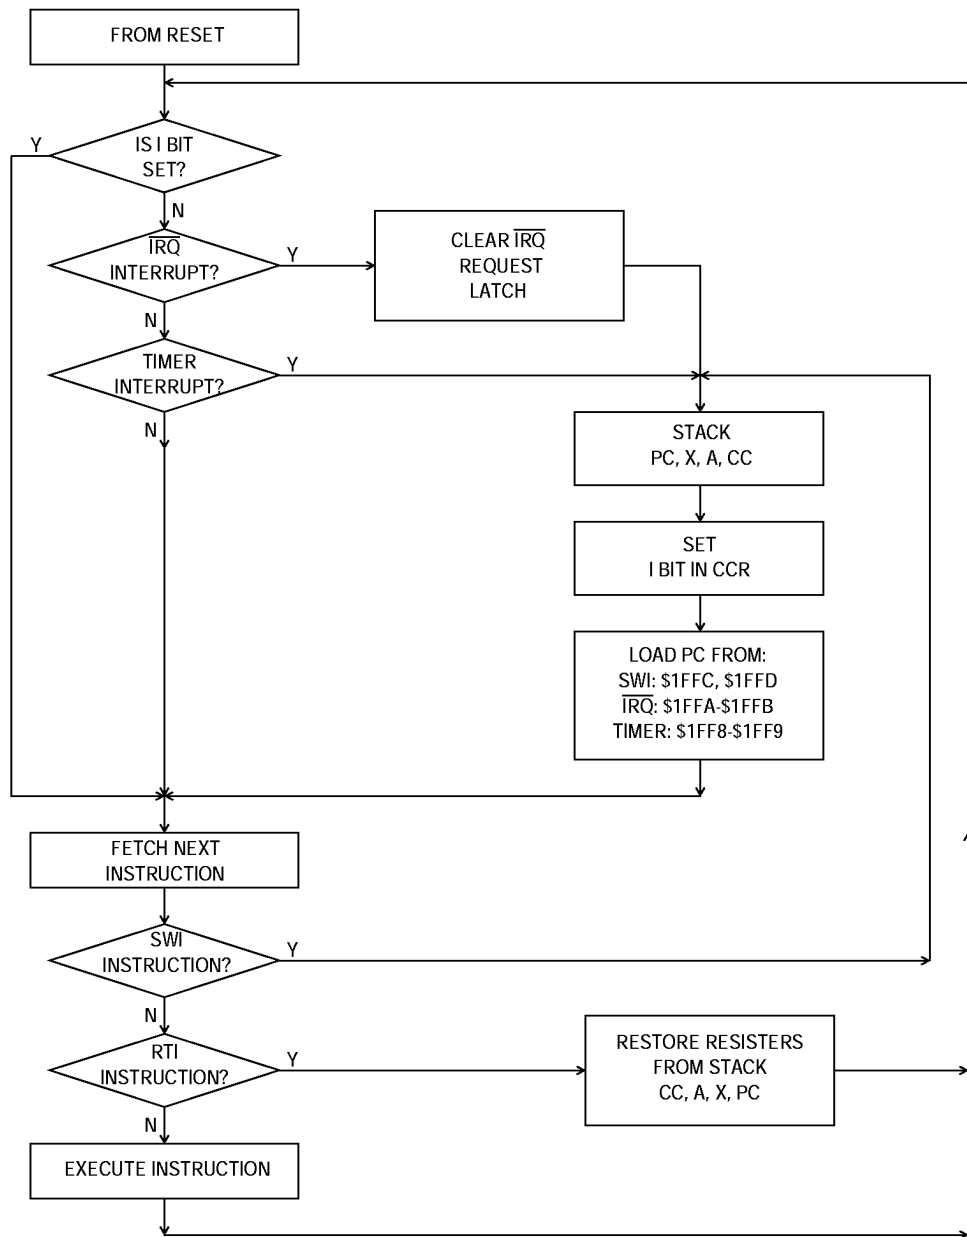 FROM RESET
Y
IS I BIT
SET?
N
IRQ
INTERRUPT?
Y
CLEAR IRQ
REQUEST
LATCH
N
TIMER
INTERRUPT?
Y
N
STACK
PC, X, A, CC
SET
I BIT IN CCR
LOAD PC FROM:
SWI: $1FFC, $1FFD
IRQ: $1FFA-$1FFB
TIMER: $1FF8-$1FF9
FETCH NEXT
INSTRUCTION
SWI
INSTRUCTION?
Y
N
RTI
INSTRUCTION?
Y
RESTORE RESISTERS
FROM STACK
CC, A, X, PC
N
EXECUTE INSTRUCTION